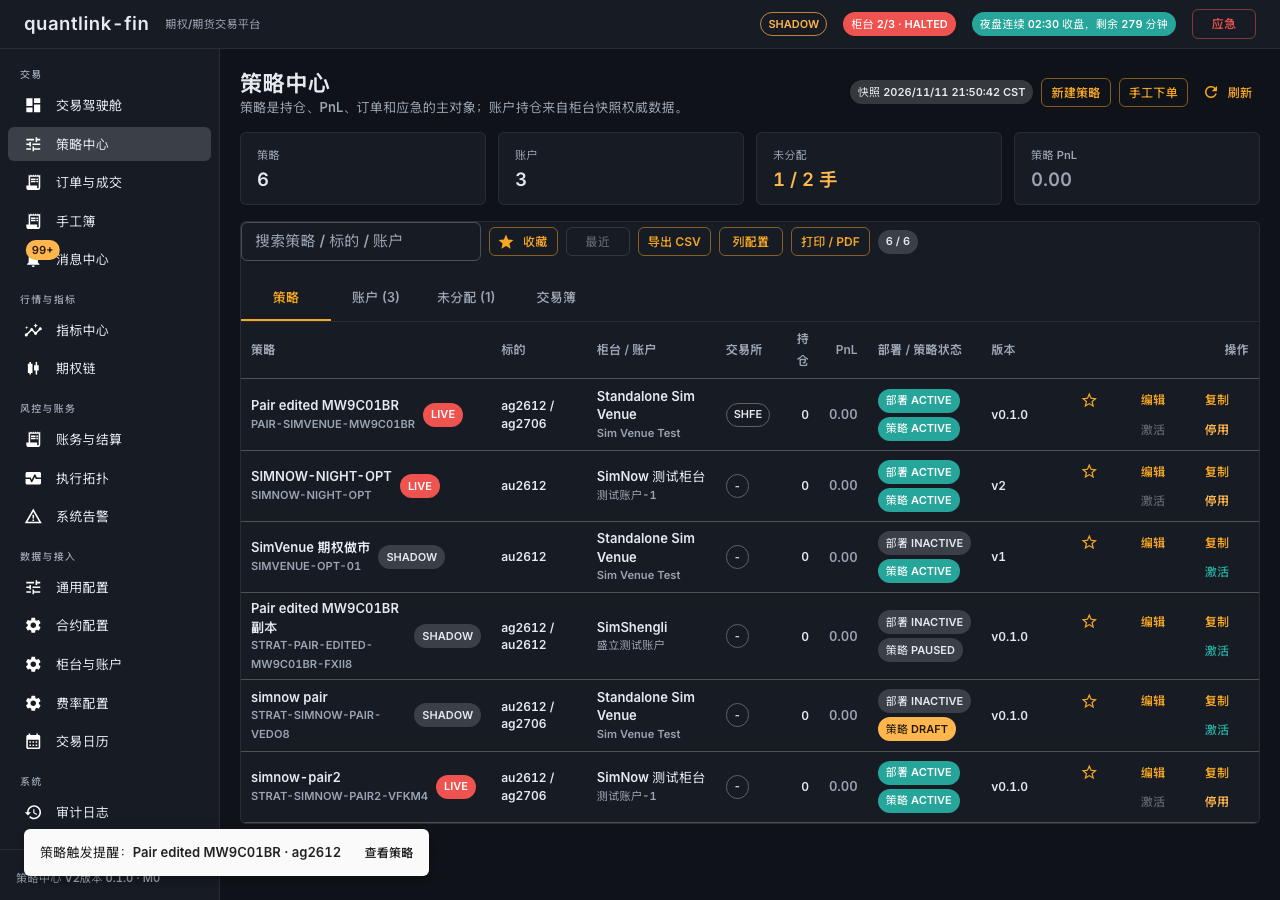 quantlink-fin 期权/期货交易平台 SHADOW 柜台 2/3 · HALTED 夜盘连续 02:30 收盘，剩余 279 分钟 应急
交易
交易驾驶舱
策略中心
订单与成交
手工簿
99+
消息中心
行情与指标
指标中心
期权链
风控与账务
账务与结算
执行拓扑
系统告警
数据与接入
通用配置
合约配置
柜台与账户
费率配置
交易日历
系统
审计日志
策略中心 V2版本 0.1.0 · M0
策略中心
策略是持仓、PnL、订单和应急的主对象；账户持仓来自柜台快照权威数据。
快照 2026/11/11 21:50:42 CST 新建策略 手工下单 刷新
策略
6
账户
3
未分配
1 / 2 手
策略 PnL
0.00
搜索策略 / 标的 / 账户 收藏 最近 导出 CSV 列配置 打印 / PDF 6 / 6
策略 账户 (3) 未分配 (1) 交易簿
策略 标的 柜台 / 账户 交易所 持仓 PnL 部署 / 策略状态 版本 操作
Pair edited MW9C01BR
PAIR-SIMVENUE-MW9C01BR
LIVE
ag2612 /
ag2706
Standalone Sim
Venue
Sim Venue Test
SHFE
0
0.00
部署 ACTIVE
策略 ACTIVE
v0.1.0
编辑 复制
激活 停用
SIMNOW-NIGHT-OPT
SIMNOW-NIGHT-OPT
LIVE
au2612
SimNow 测试柜台
测试账户-1
-
0
0.00
部署 ACTIVE
策略 ACTIVE
v2
编辑 复制
激活 停用
SimVenue 期权做市
SIMVENUE-OPT-01
SHADOW
au2612
Standalone Sim
Venue
Sim Venue Test
-
0
0.00
部署 INACTIVE
策略 ACTIVE
v1
编辑 复制
激活
Pair edited MW9C01BR
副本
STRAT-PAIR-EDITED-
MW9C01BR-FXII8
SHADOW
ag2612 /
au2612
SimShengli
盛立测试账户
-
0
0.00
部署 INACTIVE
策略 PAUSED
v0.1.0
编辑 复制
激活
simnow pair
STRAT-SIMNOW-PAIR-
VEDO8
SHADOW
au2612 /
ag2706
Standalone Sim
Venue
Sim Venue Test
-
0
0.00
部署 INACTIVE
策略 DRAFT
v0.1.0
编辑 复制
激活
simnow-pair2
STRAT-SIMNOW-PAIR2-VFKM4
LIVE
au2612 /
ag2706
SimNow 测试柜台
测试账户-1
-
0
0.00
部署 ACTIVE
策略 ACTIVE
v0.1.0
编辑 复制
激活 停用
策略触发提醒：Pair edited MW9C01BR · ag2612 查看策略